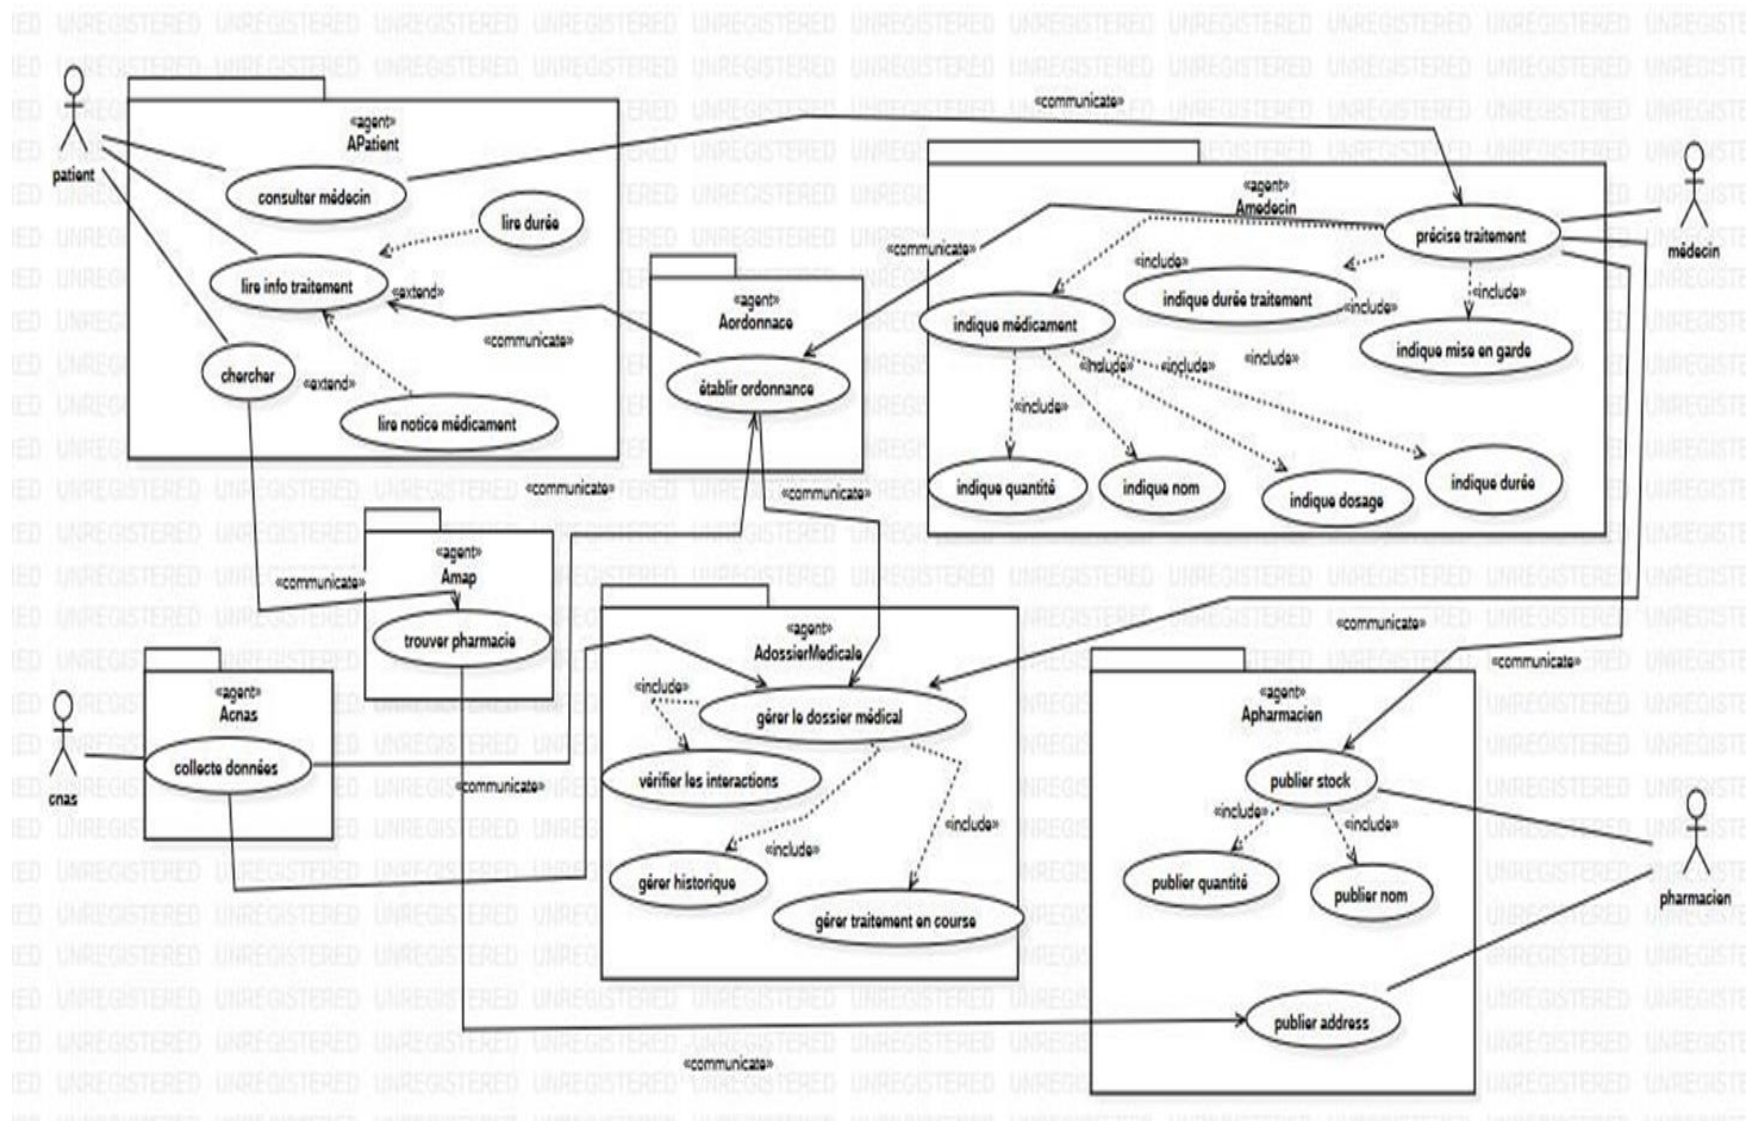 «communicate»
«agent»
APatient
patient
consulter médecin
lire durée
lire info traitement
«extend»
«communicate»
chercher
«extend»
lire notice médicament
«agent»
Aordonnace
établir ordonnance
«communicate»
«agent»
Amedecin
précise traitement
médecin
«include»
indique durée traitement
«include»
«include»
indique médicament
indique mise en garde
«include»
«include»
«include»
«include»
indique quantité
indique nom
indique dosage
indique durée
«communicate»
«communicate»
«agent»
Amap
«communicate»
trouver pharmacie
«agent»
Acnas
collecte données
cnas
«communicate»
«agent»
AdossierMedicale
«include»
gérer le dossier médical
vérifier les interactions
«include»
«include»
gérer historique
gérer traitement en course
«communicate»
«communicate»
«agent»
Apharmacien
publier stock
«include»
«include»
publier quantité
publier nom
pharmacien
publier address
«communicate»
UNREGISTERED